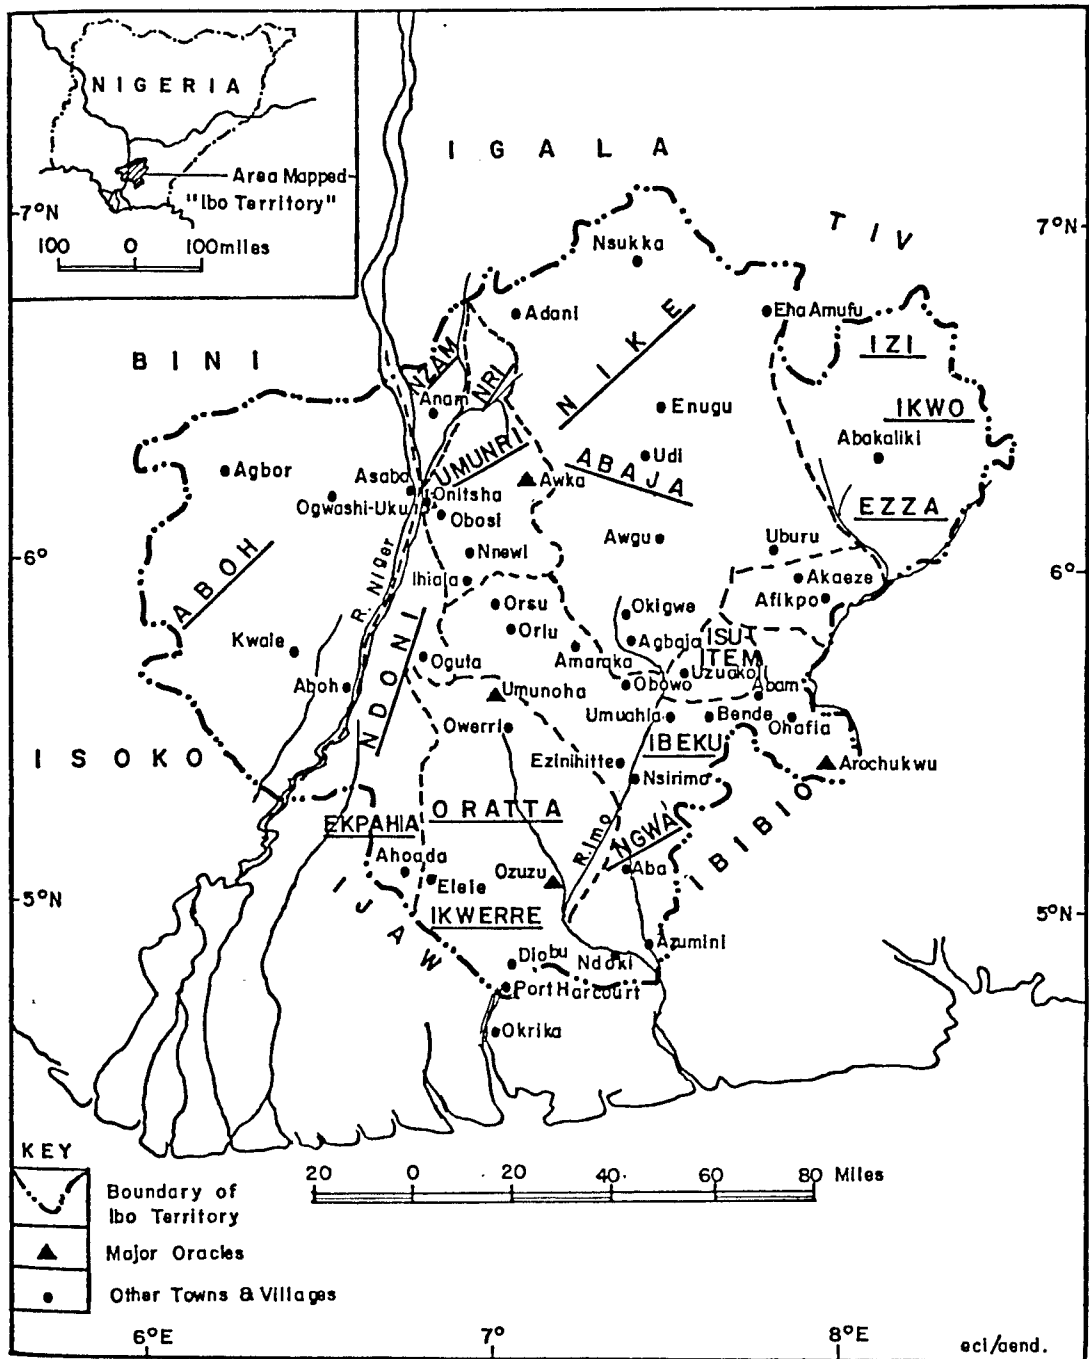 NIGERIA
Area Mapped
"Ibo Territory"
100 0 100miles
7°N
7°N
IGALA
TIV
Nsukka
Adani
Eha Amufu
IZI
BINI
NZAM
NRI
NIKE
Anam
Enugu
IKWO
Abakaliki
Agbor
UMUNRI
Udi
ABAJA
Asaba
Awka
Onitsha
Ogwashi-Uku
Obosi
EZZA
Awgu
Uburu
Nnewi
6°
6°
ABOH
R. Niger
Ihiala
Akaeze
Afikpo
Orsu
Okigwe
Orlu
Agbaja
ISU-
ITEM
Kwale
Amaraka
Oguta
Uzuakoli
NDONI
Aboh
Umunoha
Obowo
Abam
Owerri
Umuahia
Bende
Ohafia
IBEKU
ISOKO
Ezinihitte
Arochukwu
Nsirimo
IBIBIO
ORATTA
EKPAHIA
R. Imo
NGWA
Ahoada
Elele
Ozuzu
Aba
5°N
5°N
IJAW
IKWERRE
Azumini
Diobu
Ndoki
Port Harcourt
Okrika
KEY
Boundary of
Ibo Territory
Major Oracles
Other Towns & Villages
20 0 20 40 60 80 Miles
6°E 7° 8°E
eci/aend.